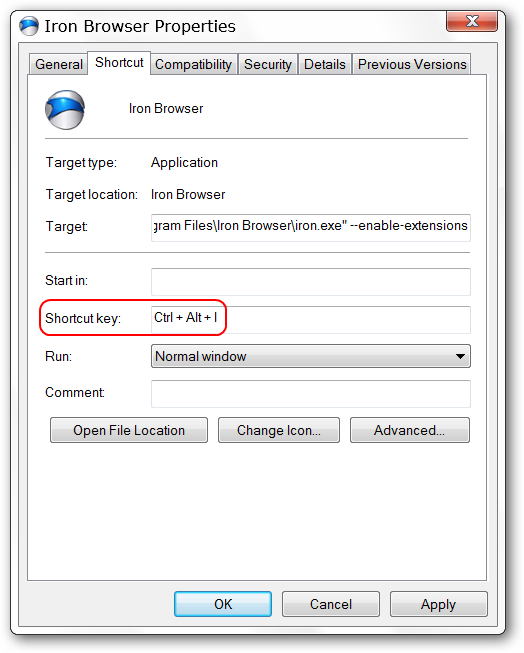 Iron Browser Properties
General Shortcut Compatibility Security Details Previous Versions
Iron Browser
Target type: Application
Target location: Iron Browser
Target: gram Files\Iron Browser\iron.exe" --enable-extensions
Start in:
Shortcut key: Ctrl + Alt + I
Run: Normal window
Comment:
Open File Location Change Icon... Advanced...
OK Cancel Apply